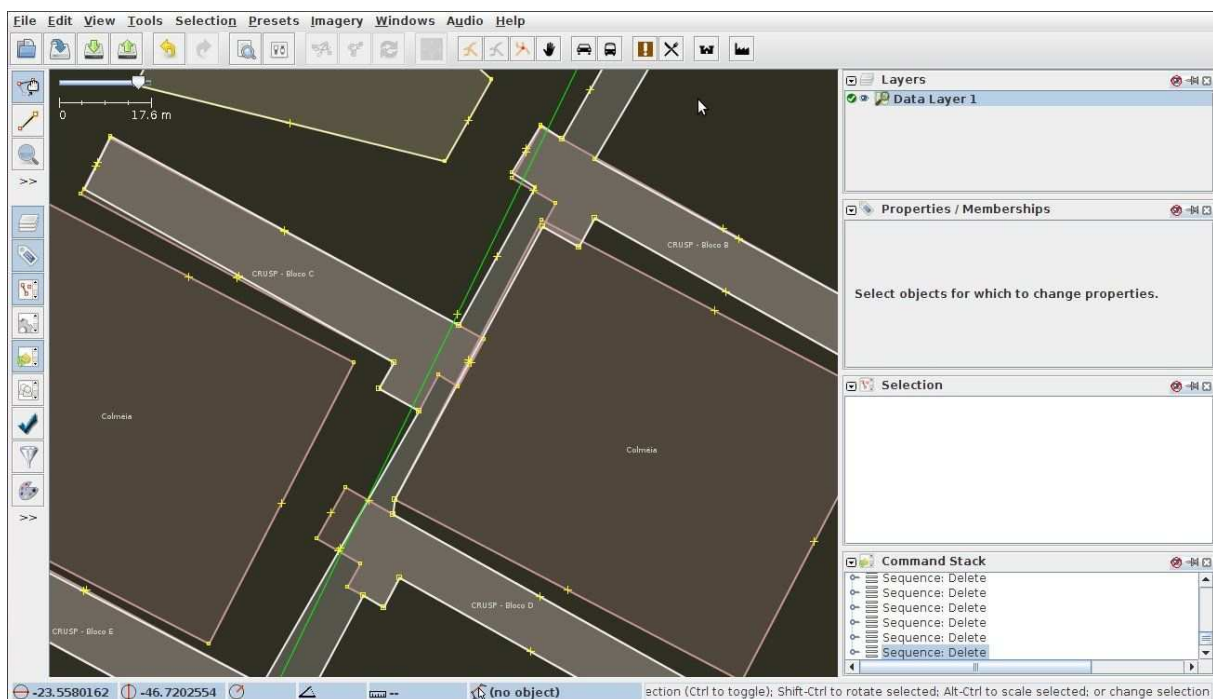 File Edit View Tools Selection Presets Imagery Windows Audio Help
0 17.6 m
>>
>>
CRUSP - Bloco B
CRUSP - Bloco C
Colméia
Colméia
CRUSP - Bloco D
CRUSP - Bloco E
Layers
Data Layer 1
Properties / Memberships
Select objects for which to change properties.
Selection
Command Stack
Sequence: Delete
Sequence: Delete
Sequence: Delete
Sequence: Delete
Sequence: Delete
Sequence: Delete
-23.5580162 -46.7202554 -- (no object) ection (Ctrl to toggle); Shift-Ctrl to rotate selected; Alt-Ctrl to scale selected; or change selection